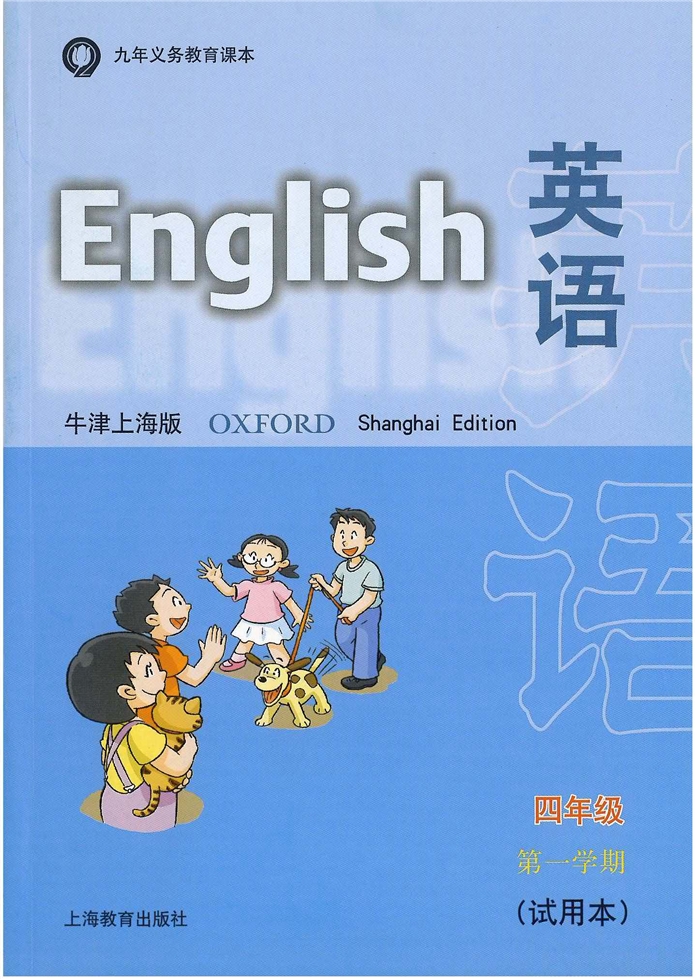 九年义务教育课本
English
英语
牛津上海版 OXFORD Shanghai Edition
四年级
第一学期
(试用本)
上海教育出版社